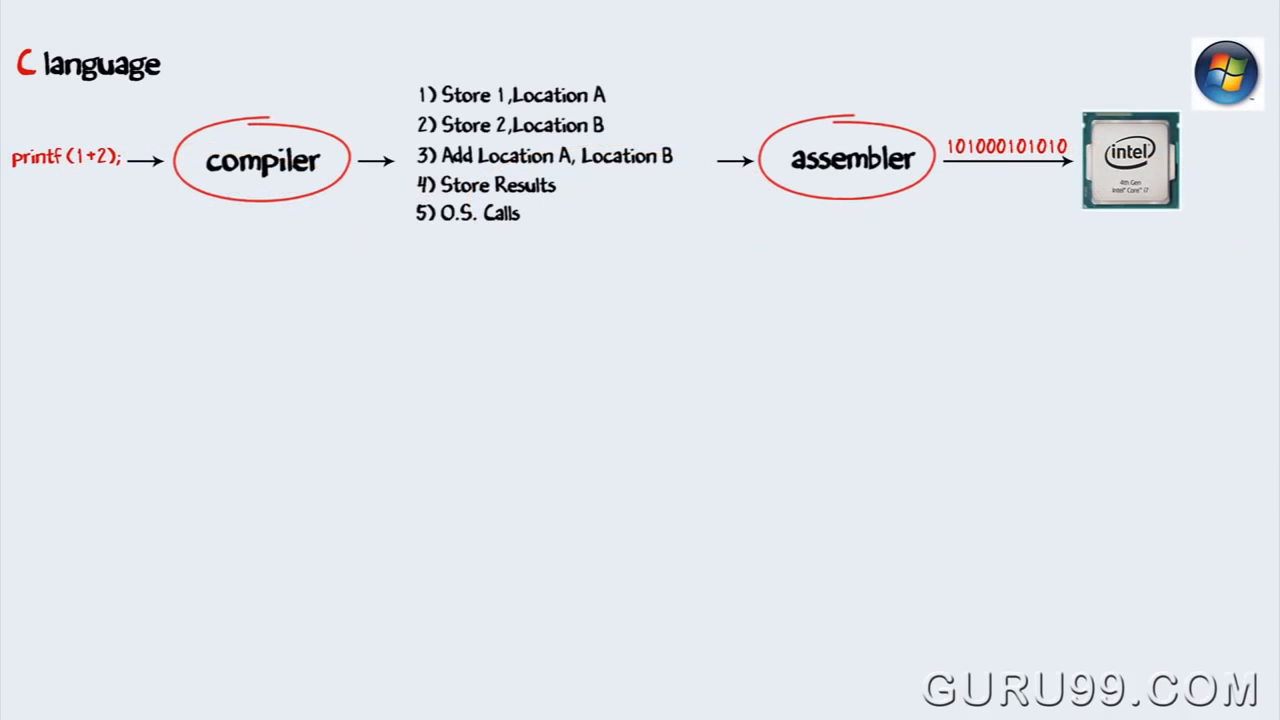 C language
printf (1+2);
compiler
1) Store 1,Location A
2) Store 2,Location B
3) Add Location A, Location B
4) Store Results
5) O.S. Calls
assembler
101000101010
intel
4th Gen
Intel® Core™ i7
GURU99.COM